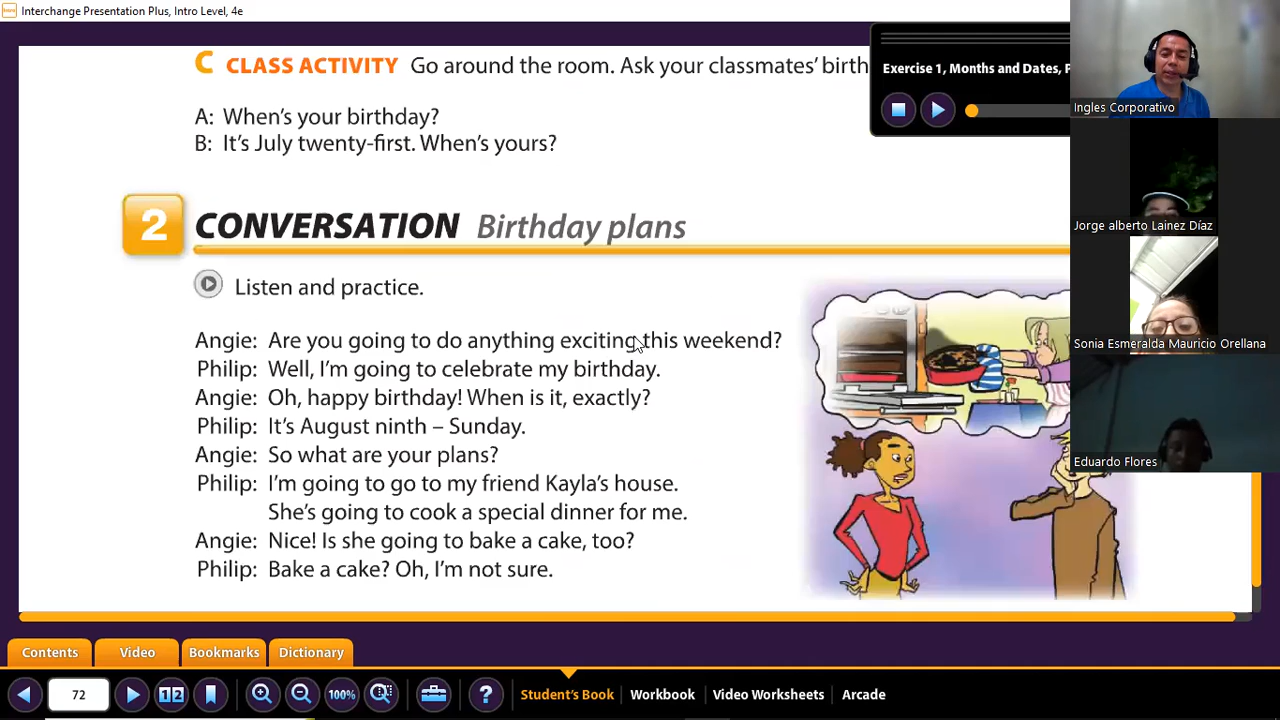 Interchange Presentation Plus, Intro Level, 4e
C CLASS ACTIVITY Go around the room. Ask your classmates' birth
A: When's your birthday?
B: It's July twenty-first. When's yours?
Exercise 1, Months and Dates, P
2 CONVERSATION Birthday plans
Listen and practice.
Angie: Are you going to do anything exciting this weekend?
Philip: Well, I'm going to celebrate my birthday.
Angie: Oh, happy birthday! When is it, exactly?
Philip: It's August ninth – Sunday.
Angie: So what are your plans?
Philip: I'm going to go to my friend Kayla's house.
She's going to cook a special dinner for me.
Angie: Nice! Is she going to bake a cake, too?
Philip: Bake a cake? Oh, I'm not sure.
Ingles Corporativo
Jorge alberto Lainez Díaz
Sonia Esmeralda Mauricio Orellana
Eduardo Flores
Contents Video Bookmarks Dictionary
72 1 2 100% ? Student's Book Workbook Video Worksheets Arcade